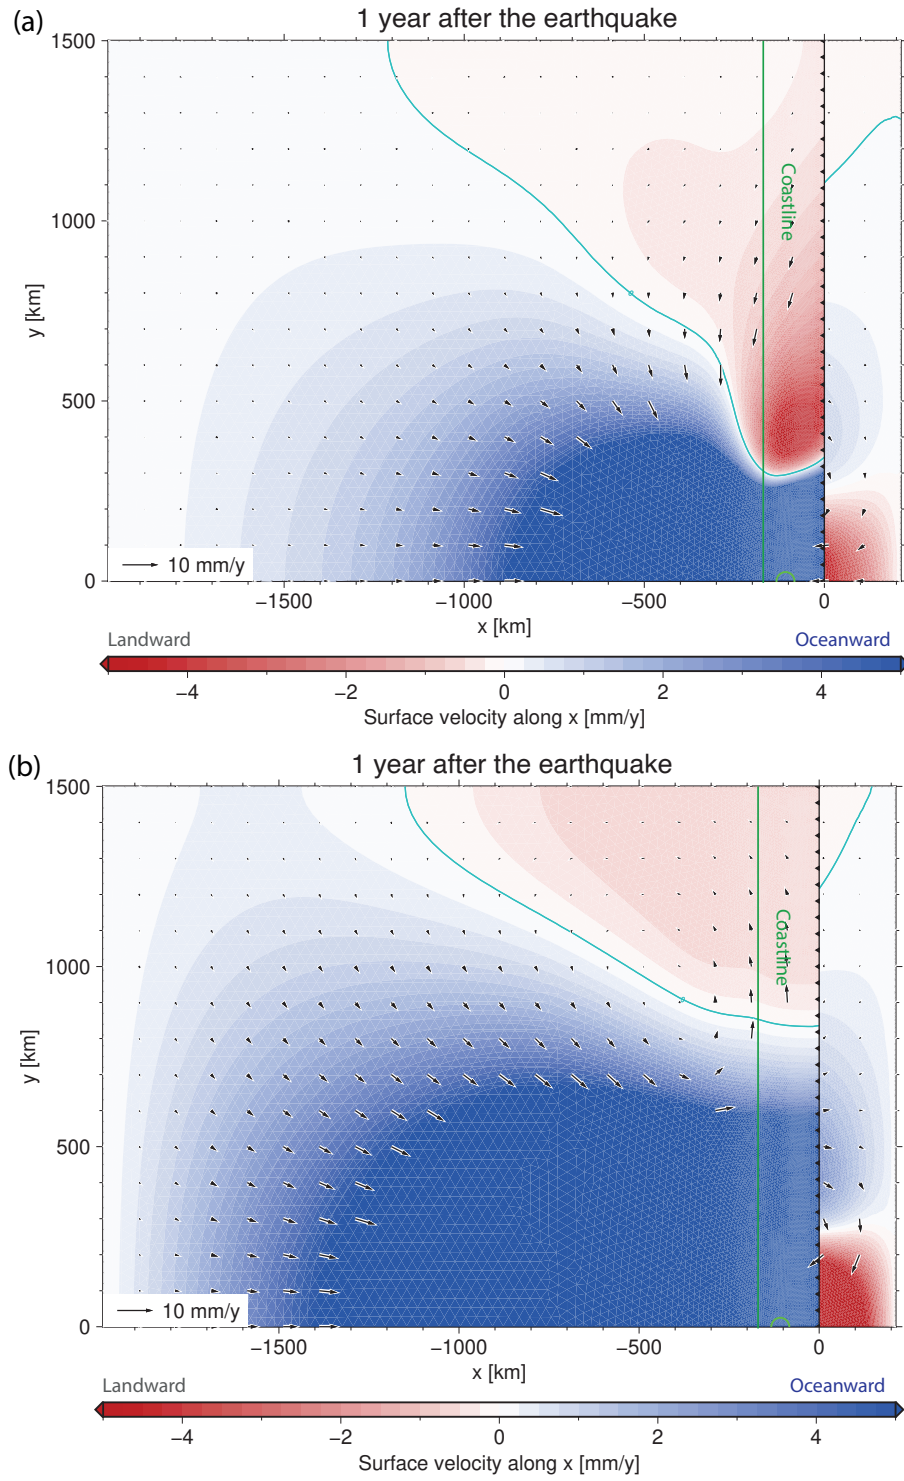 (a)
1 year after the earthquake
1500
1000
500
0
y [km]
Coastline
10 mm/y
−1500
−1000
−500
0
x [km]
Landward
Oceanward
−4
−2
0
2
4
Surface velocity along x [mm/y]
(b)
1 year after the earthquake
1500
1000
500
0
y [km]
Coastline
10 mm/y
−1500
−1000
−500
0
x [km]
Landward
Oceanward
−4
−2
0
2
4
Surface velocity along x [mm/y]